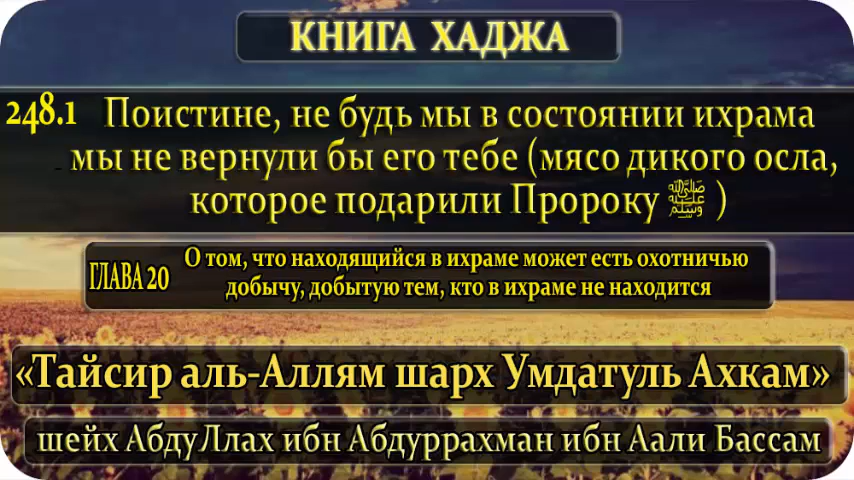 КНИГА ХАДЖА
248.1 Поистине, не будь мы в состоянии ихрама
мы не вернули бы его тебе (мясо дикого осла,
которое подарили Пророку ﷺ )
ГЛАВА 20 О том, что находящийся в ихраме может есть охотничью
добычу, добытую тем, кто в ихраме не находится
«Тайсир аль-Аллям шарх Умдатуль Ахкам»
шейх АбдуЛлах ибн Абдуррахман ибн Аали Бассам